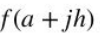 f(a + jh)